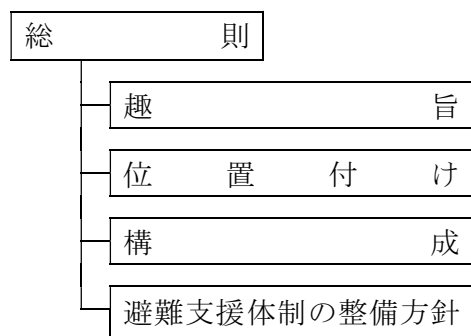 総則
趣旨
位置付け
構成
避難支援体制の整備方針